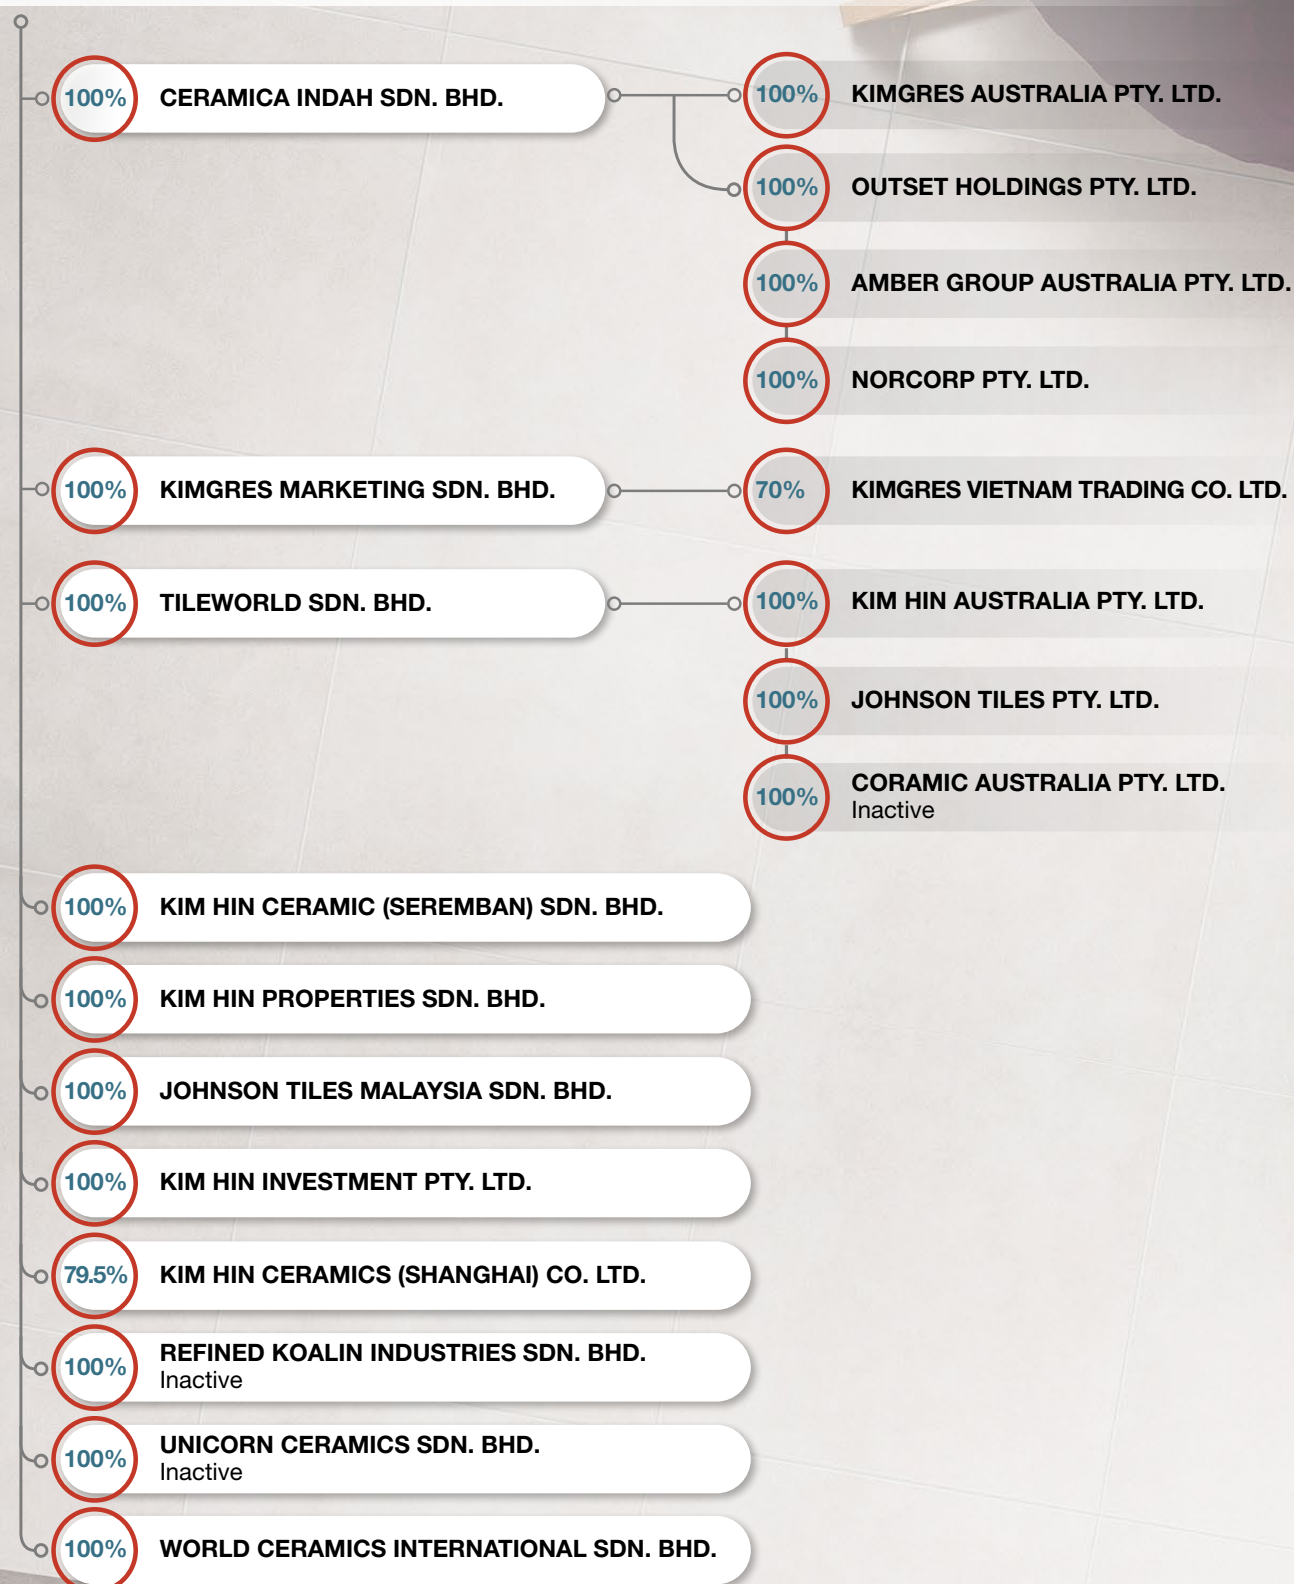 100% CERAMICA INDAH SDN. BHD.
100% KIMGRES AUSTRALIA PTY. LTD.
100% OUTSET HOLDINGS PTY. LTD.
100% AMBER GROUP AUSTRALIA PTY. LTD.
100% NORCORP PTY. LTD.
100% KIMGRES MARKETING SDN. BHD.
70% KIMGRES VIETNAM TRADING CO. LTD.
100% TILEWORLD SDN. BHD.
100% KIM HIN AUSTRALIA PTY. LTD.
100% JOHNSON TILES PTY. LTD.
100% CORAMIC AUSTRALIA PTY. LTD.
Inactive
100% KIM HIN CERAMIC (SEREMBAN) SDN. BHD.
100% KIM HIN PROPERTIES SDN. BHD.
100% JOHNSON TILES MALAYSIA SDN. BHD.
100% KIM HIN INVESTMENT PTY. LTD.
79.5% KIM HIN CERAMICS (SHANGHAI) CO. LTD.
100% REFINED KOALIN INDUSTRIES SDN. BHD.
Inactive
100% UNICORN CERAMICS SDN. BHD.
Inactive
100% WORLD CERAMICS INTERNATIONAL SDN. BHD.